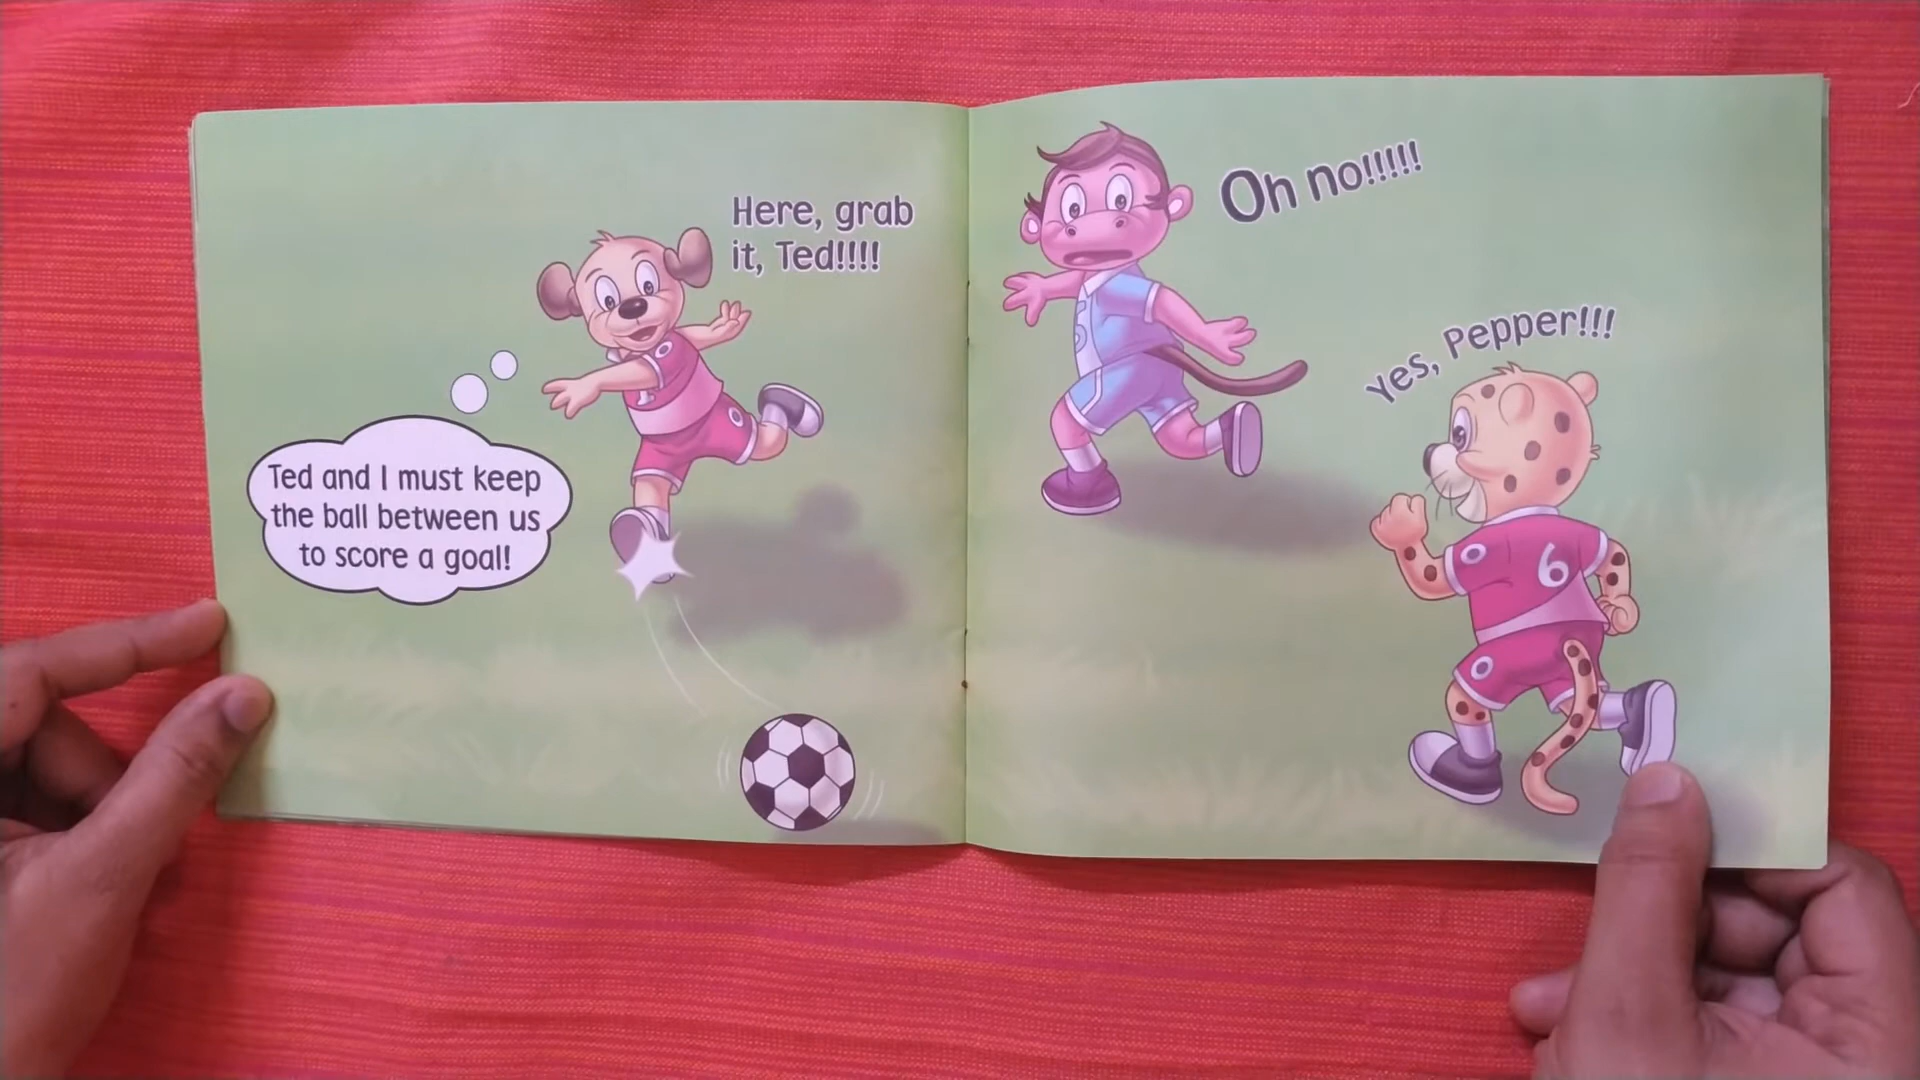 Here, grab
it, Ted!!!!
Ted and I must keep
the ball between us
to score a goal!
Oh no!!!!!
Yes, Pepper!!!
6